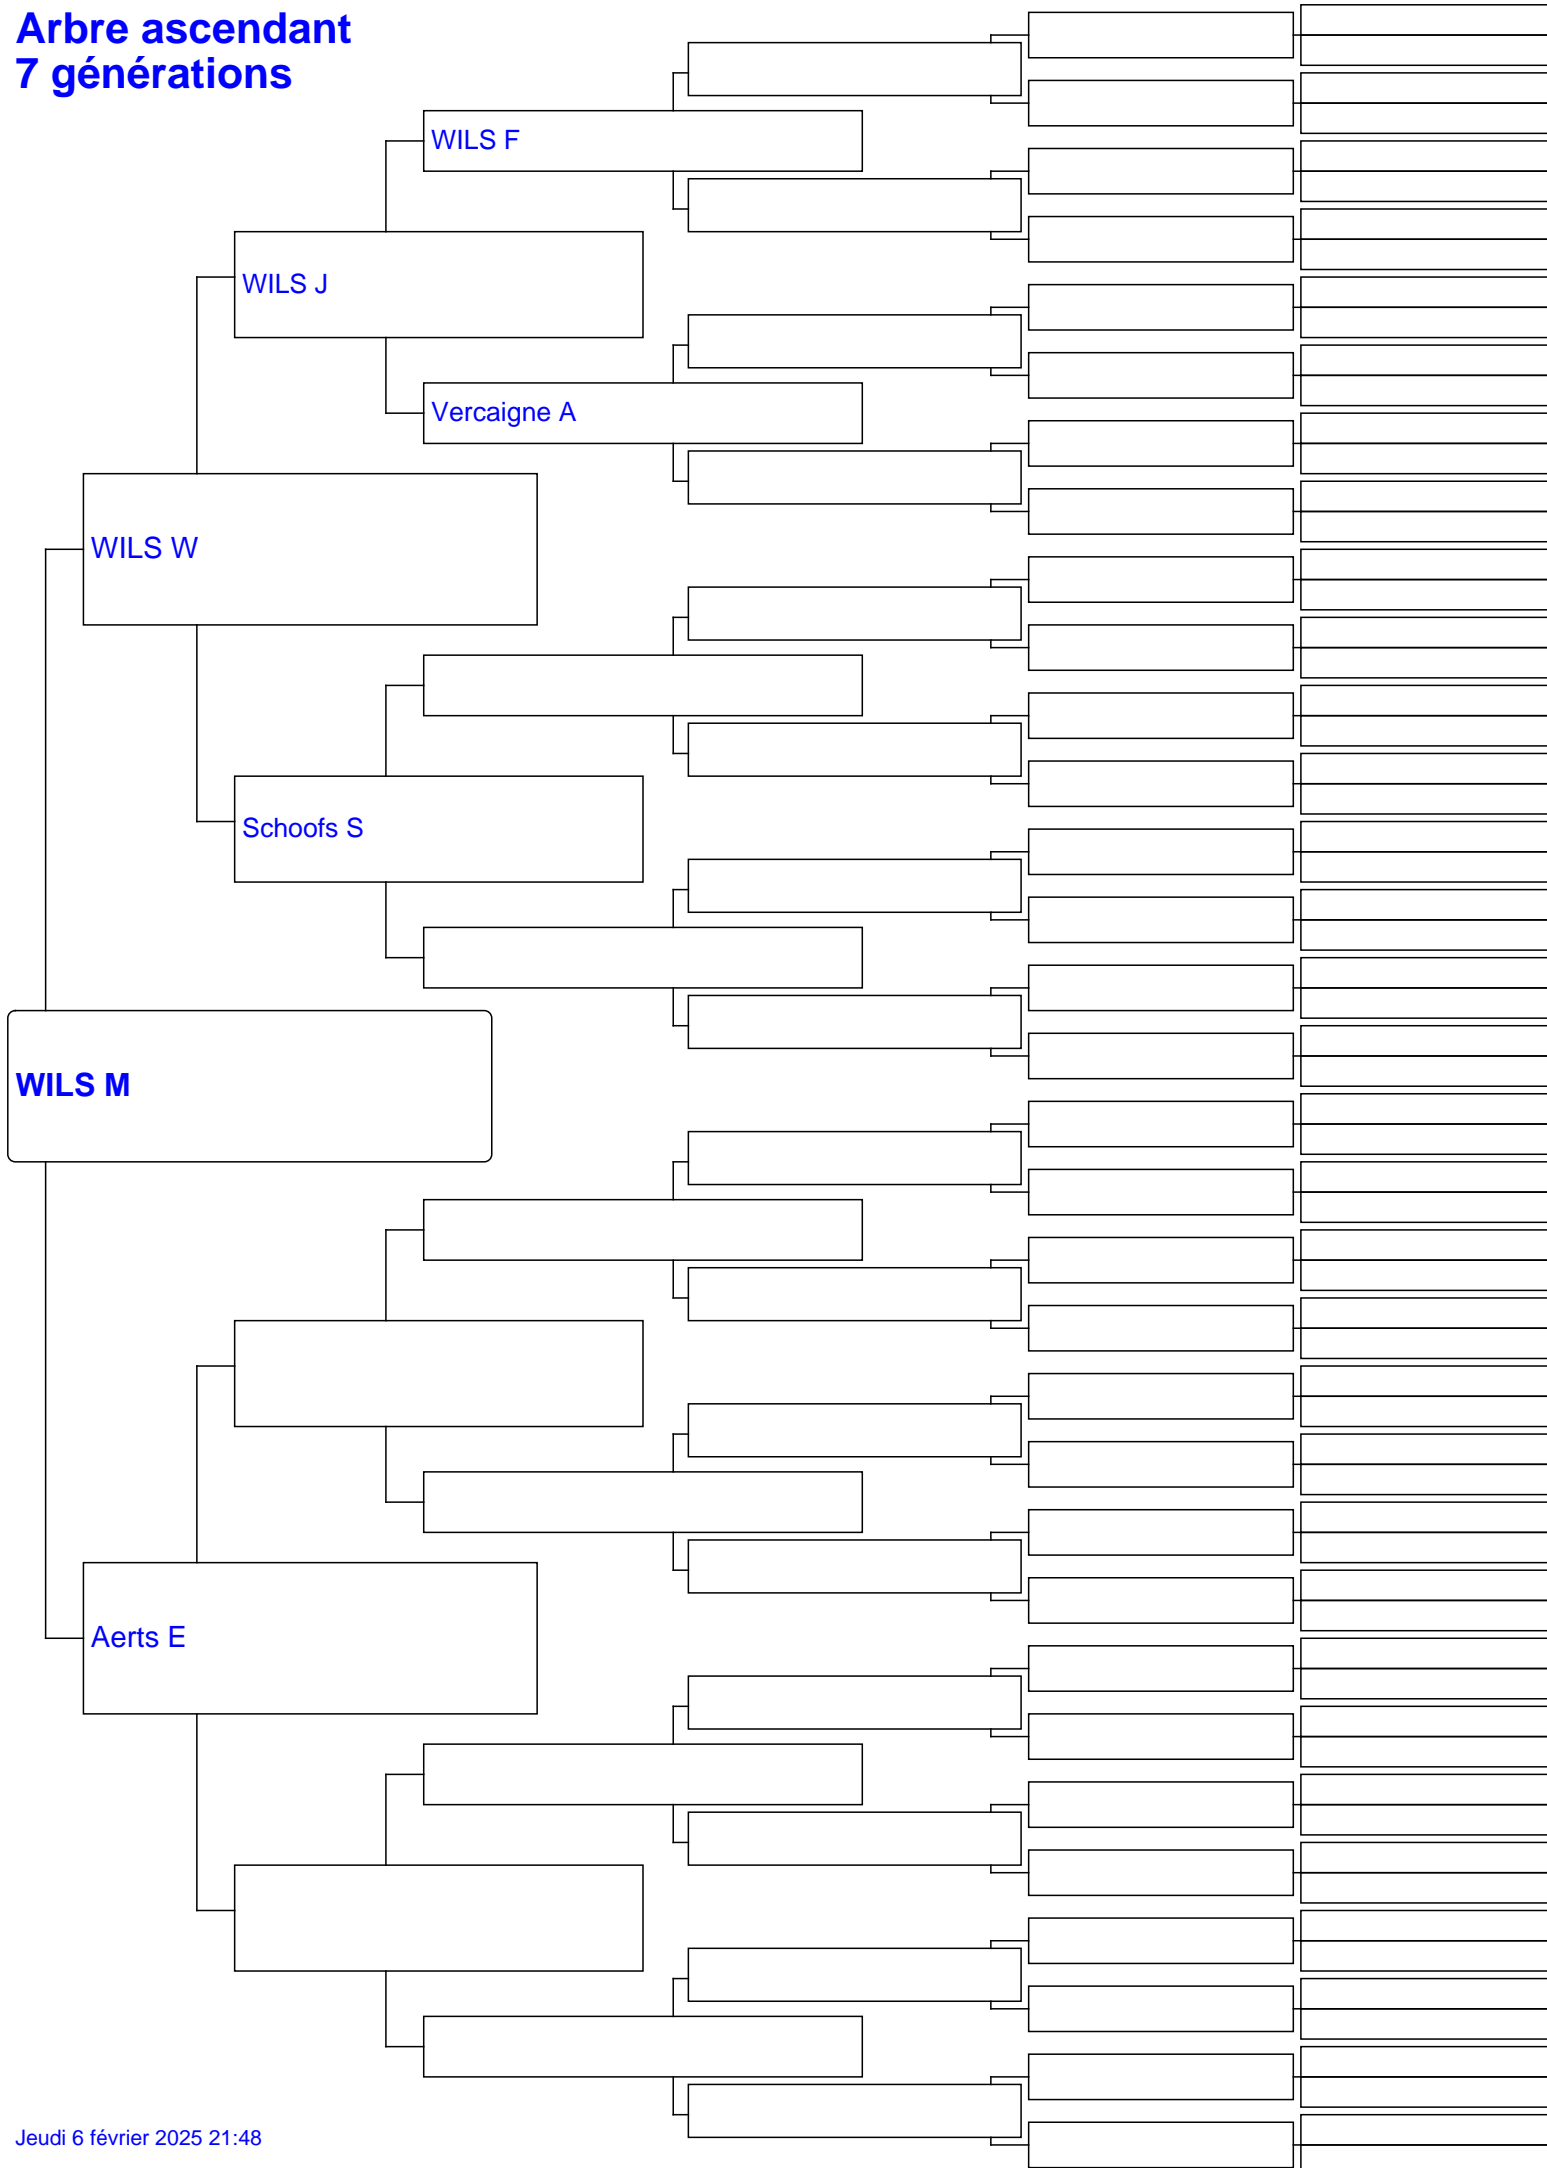 Arbre ascendant
7 générations
WILS F
WILS J
Vercaigne A
WILS W
Schoofs S
WILS M
Aerts E
Jeudi 6 février 2025 21:48